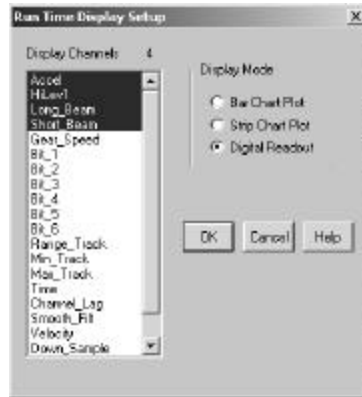 Run Time Display Setup
Display Channels 4
Accel
HiLev1
Long_Beam
Short_Beam
Gear_Speed
Bit_1
Bit_2
Bit_3
Bit_4
Bit_5
Bit_6
Range_Track
Min_Track
Max_Track
Time
Channel_Lag
Smooth_Filt
Velocity
Down_Sample
Display Mode
Bar Chart Plot
Strip Chart Plot
Digital Readout
OK
Cancel
Help